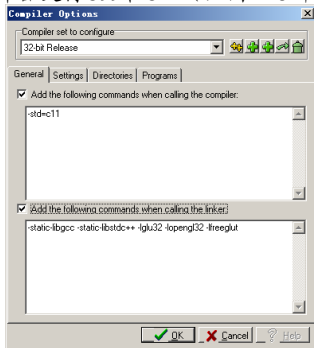 Compiler Options
Compiler set to configure
32-bit Release
General Settings Directories Programs
Add the following commands when calling the compiler:
-std=c11
Add the following commands when calling the linker:
-static-libgcc -static-libstdc++ -lglu32 -lopengl32 -lfreeglut
OK Cancel Help